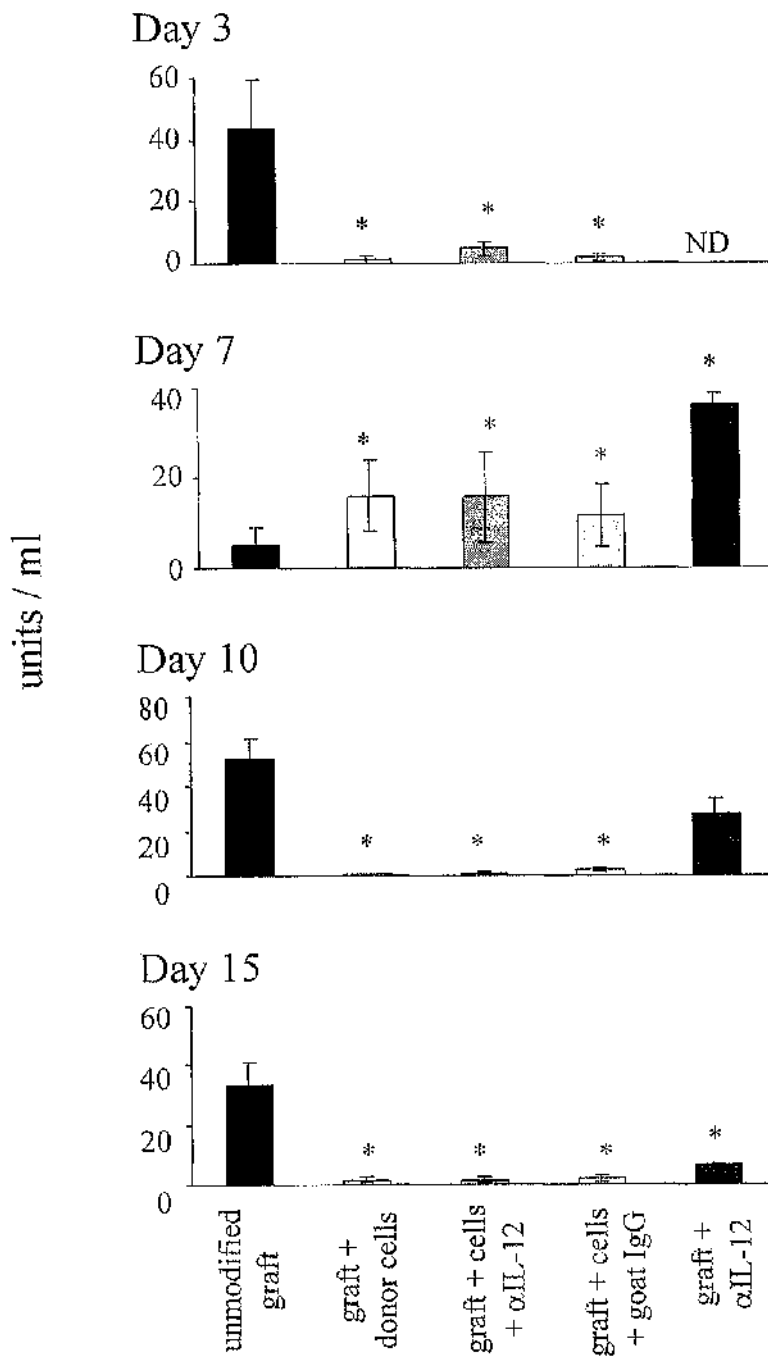 Day 3
60
40
20
0
* * * ND
Day 7
40
20
0
* * * *
units / ml
Day 10
80
60
40
20
0
* * *
Day 15
60
40
20
0
* * * *
unmodified
graft
graft +
donor cells
graft + cells
+ αIL-12
graft + cells
+ goat IgG
graft +
αIL-12